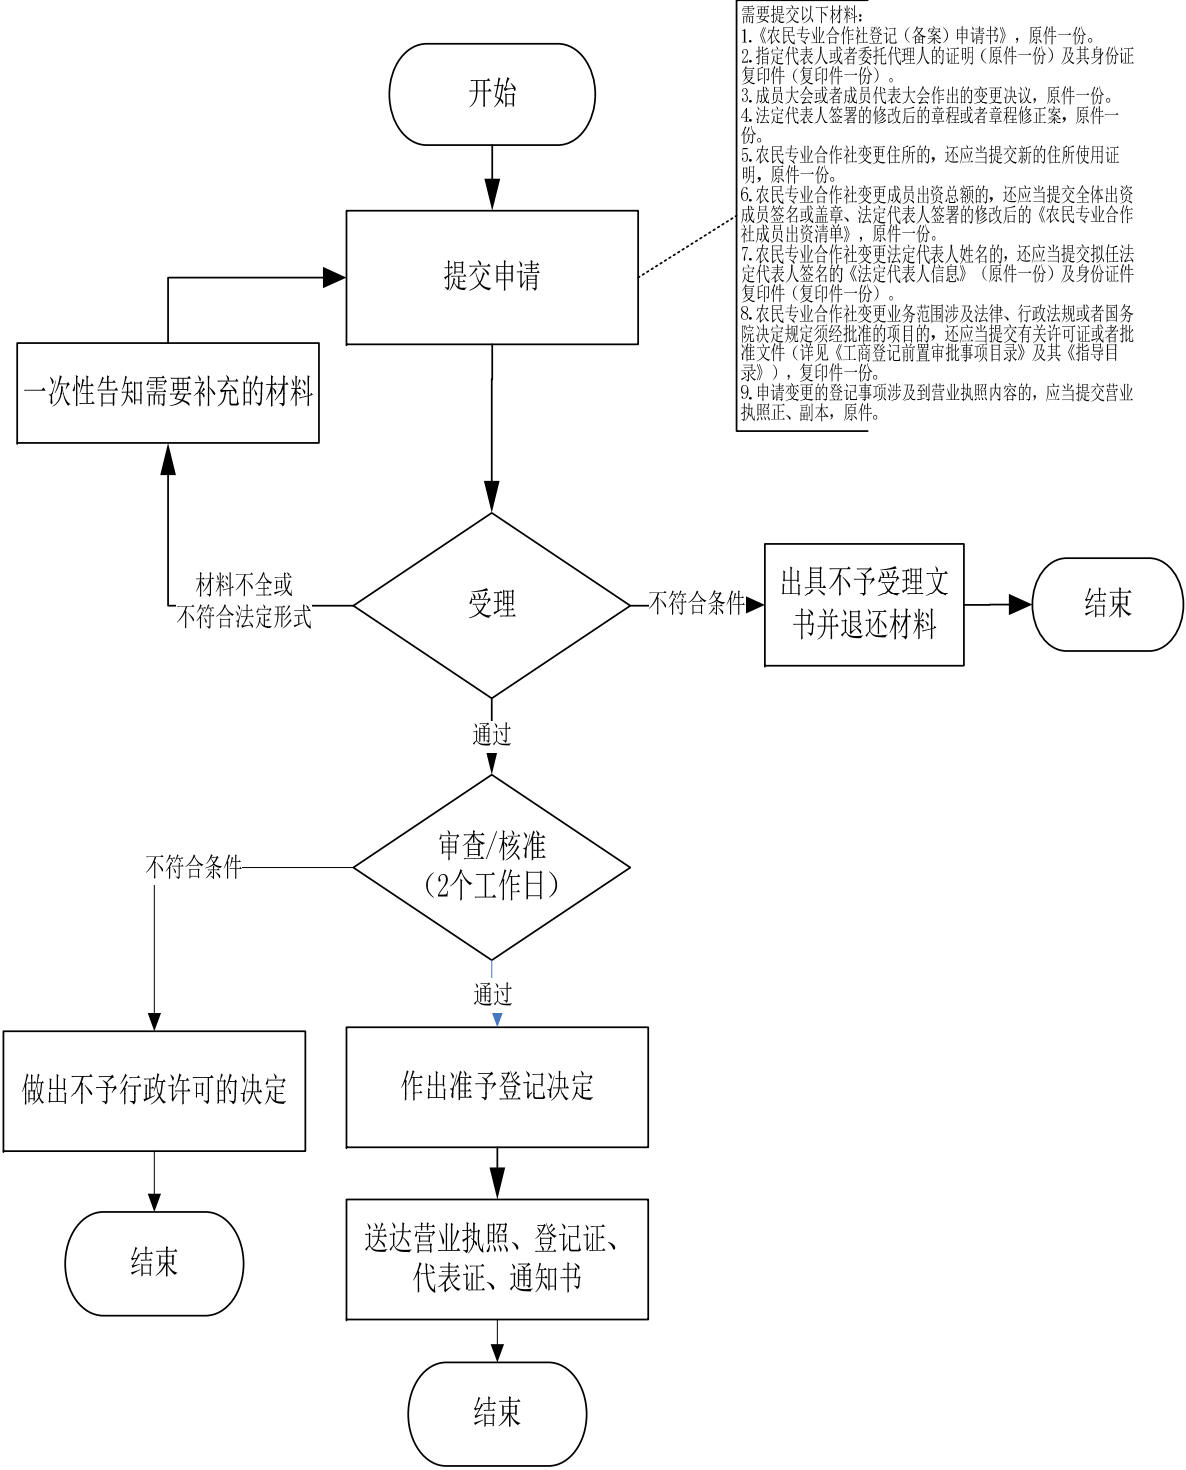 需要提交以下材料：
1.《农民专业合作社登记（备案）申请书》，原件一份。
2.指定代表人或者委托代理人的证明（原件一份）及其身份证
复印件（复印件一份）。
3.成员大会或者成员代表大会作出的变更决议，原件一份。
4.法定代表人签署的修改后的章程或者章程修正案，原件一
份。
5.农民专业合作社变更住所的，还应当提交新的住所使用证
明，原件一份。
6.农民专业合作社变更成员出资总额的，还应当提交全体出资
成员签名或盖章、法定代表人签署的修改后的《农民专业合作
社成员出资清单》，原件一份。
7.农民专业合作社变更法定代表人姓名的，还应当提交拟任法
定代表人签名的《法定代表人信息》（原件一份）及身份证件
复印件（复印件一份）。
8.农民专业合作社变更业务范围涉及法律、行政法规或者国务
院决定规定须经批准的项目的，还应当提交有关许可证或者批
准文件（详见《工商登记前置审批事项目录》及其《指导目
录》），复印件一份。
9.申请变更的登记事项涉及到营业执照内容的，应当提交营业
执照正、副本，原件。
开始
提交申请
一次性告知需要补充的材料
材料不全或
不符合法定形式
受理
不符合条件
出具不予受理文
书并退还材料
结束
通过
审查/核准
（2个工作日）
不符合条件
通过
做出不予行政许可的决定
作出准予登记决定
结束
送达营业执照、登记证、
代表证、通知书
结束